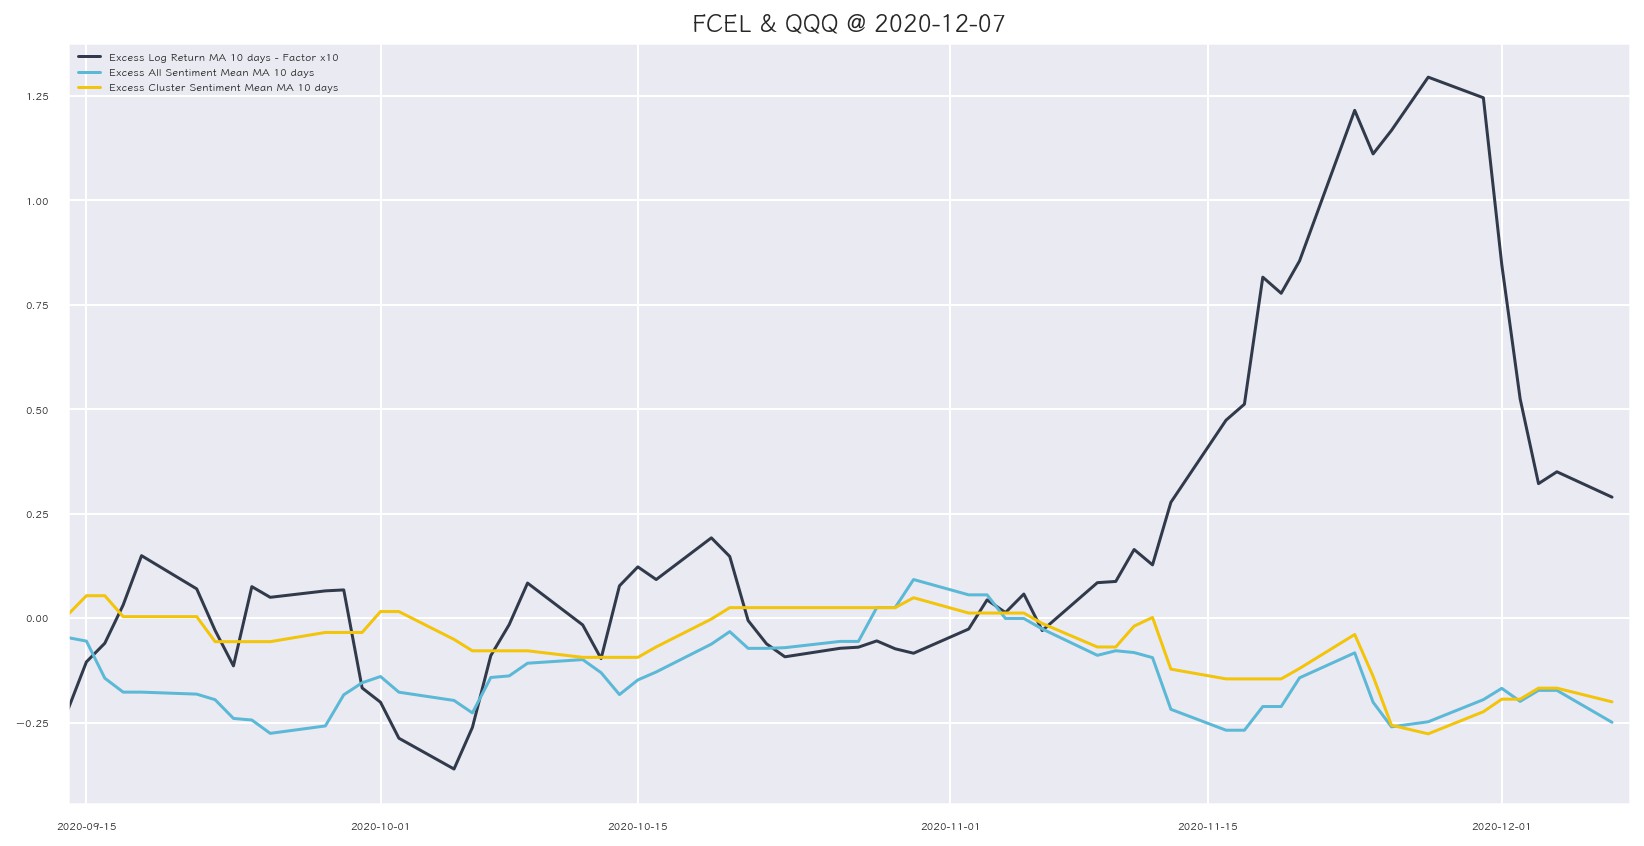 FCEL & QQQ @ 2020-12-07
Excess Log Return MA 10 days - Factor x10
Excess All Sentiment Mean MA 10 days
Excess Cluster Sentiment Mean MA 10 days
1.25
1.00
0.75
0.50
0.25
0.00
−0.25
2020-09-15 2020-10-01 2020-10-15 2020-11-01 2020-11-15 2020-12-01